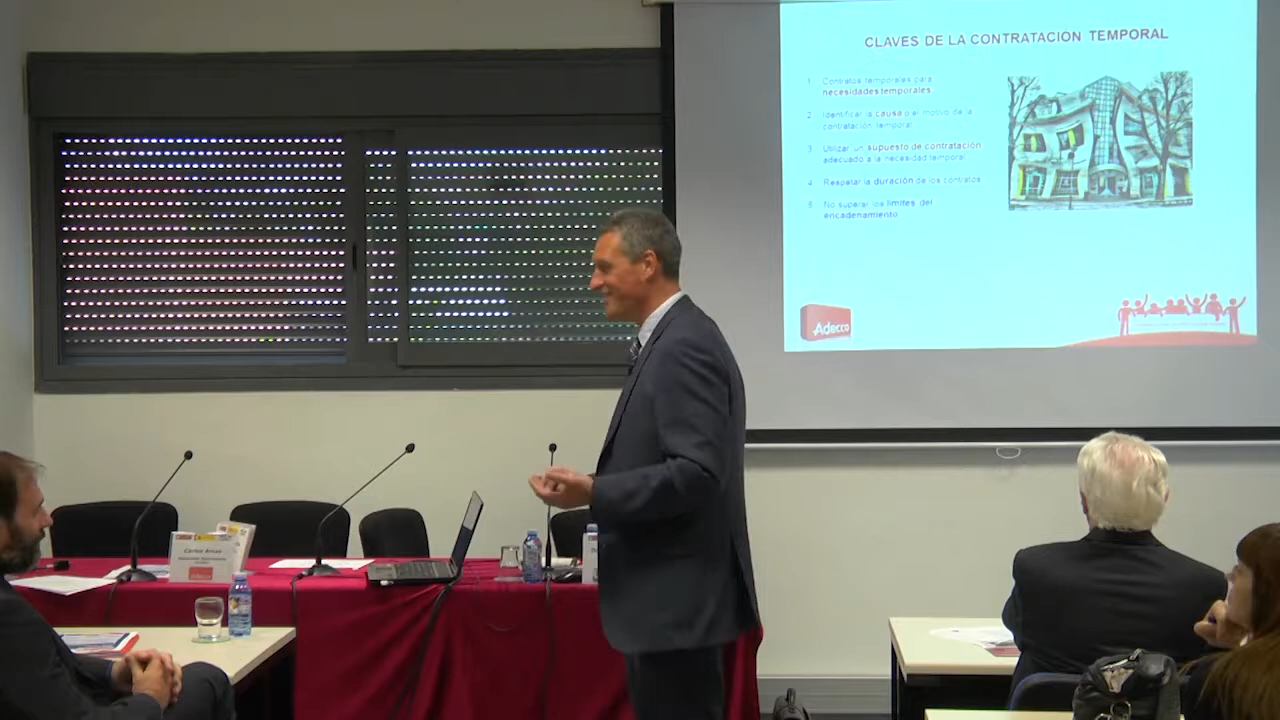 CLAVES DE LA CONTRATACIÓN TEMPORAL
1. Contratos temporales para
necesidades temporales
2. Identificar la causa o el motivo de la
contratación temporal
3. Utilizar un supuesto de contratación
adecuado a la necesidad temporal
4. Respetar la duración de los contratos
5. No superar los límites del
encadenamiento
Adecco
Carlos